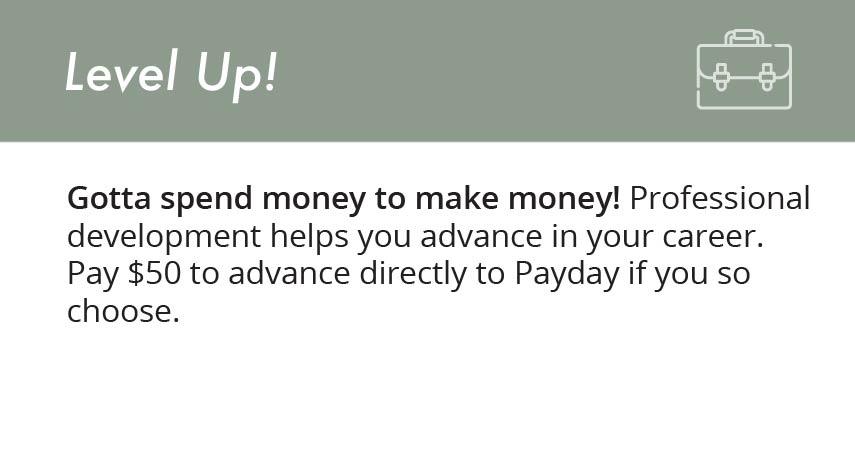 Level Up!
Gotta spend money to make money! Professional
development helps you advance in your career.
Pay $50 to advance directly to Payday if you so
choose.